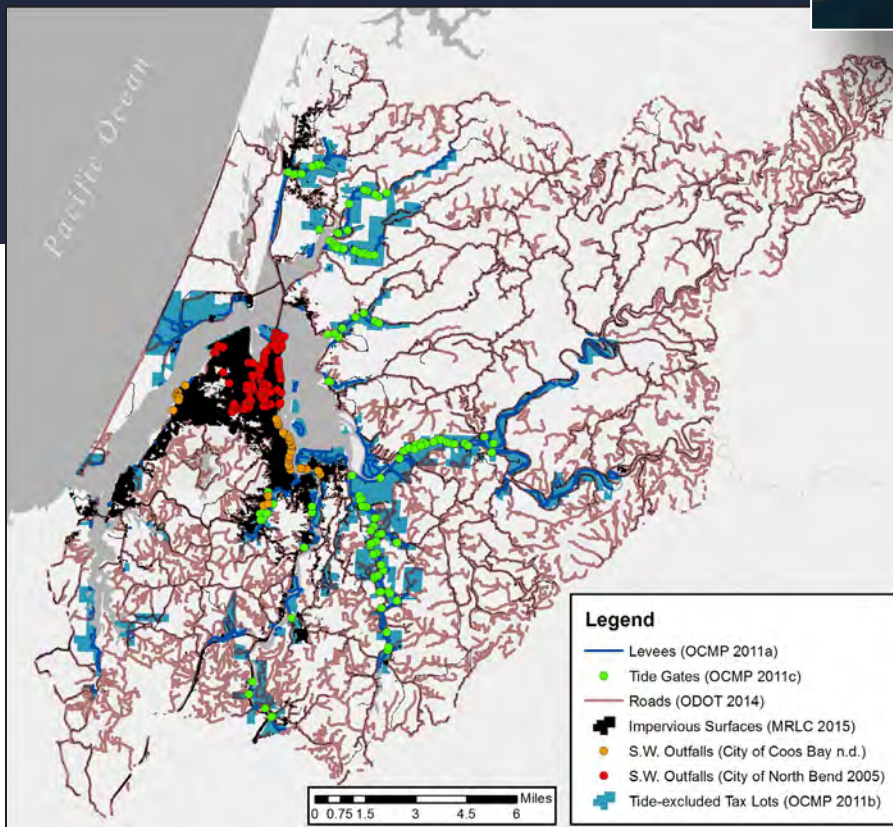 Pacific Ocean
Legend
Levees (OCMP 2011a)
Tide Gates (OCMP 2011c)
Roads (ODOT 2014)
Impervious Surfaces (MRLC 2015)
S.W. Outfalls (City of Coos Bay n.d.)
S.W. Outfalls (City of North Bend 2005)
Tide-excluded Tax Lots (OCMP 2011b)
Miles
0 0.75 1.5 3 4.5 6